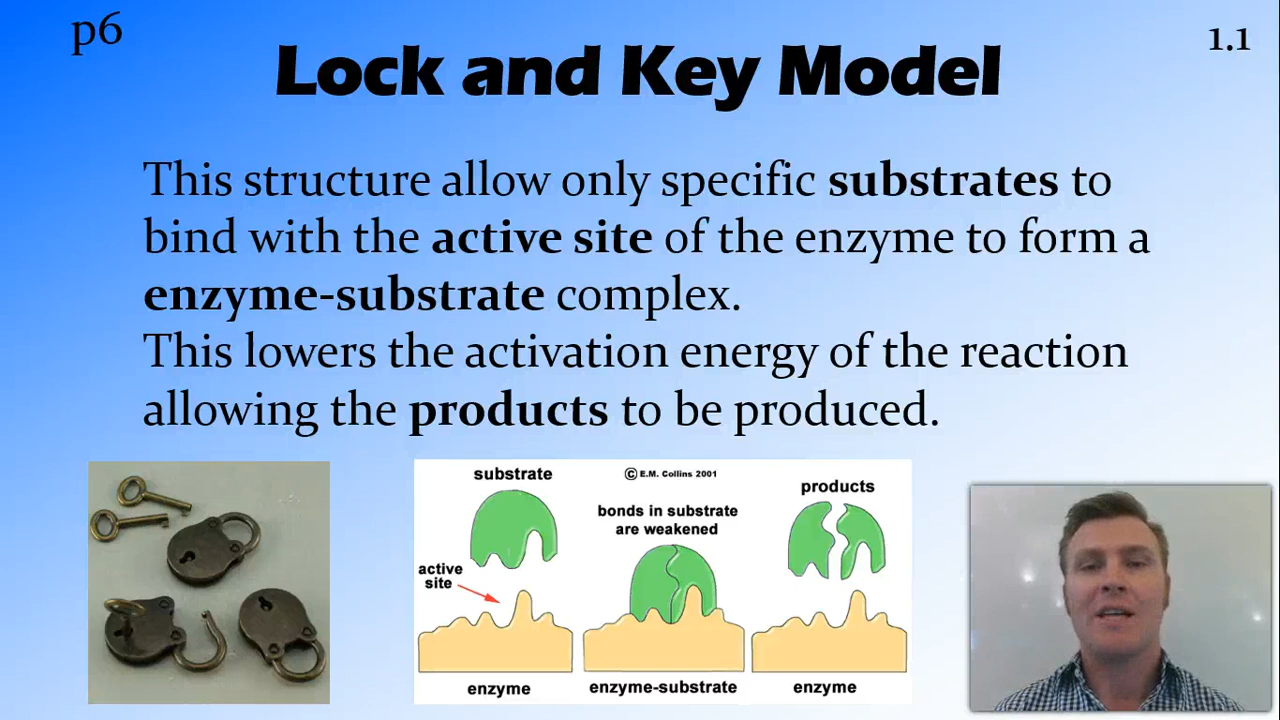 p6
1.1
Lock and Key Model
This structure allow only specific substrates to
bind with the active site of the enzyme to form a
enzyme-substrate complex.
This lowers the activation energy of the reaction
allowing the products to be produced.
substrate
© E.M. Collins 2001
products
bonds in substrate
are weakened
active
site
enzyme
enzyme-substrate
enzyme